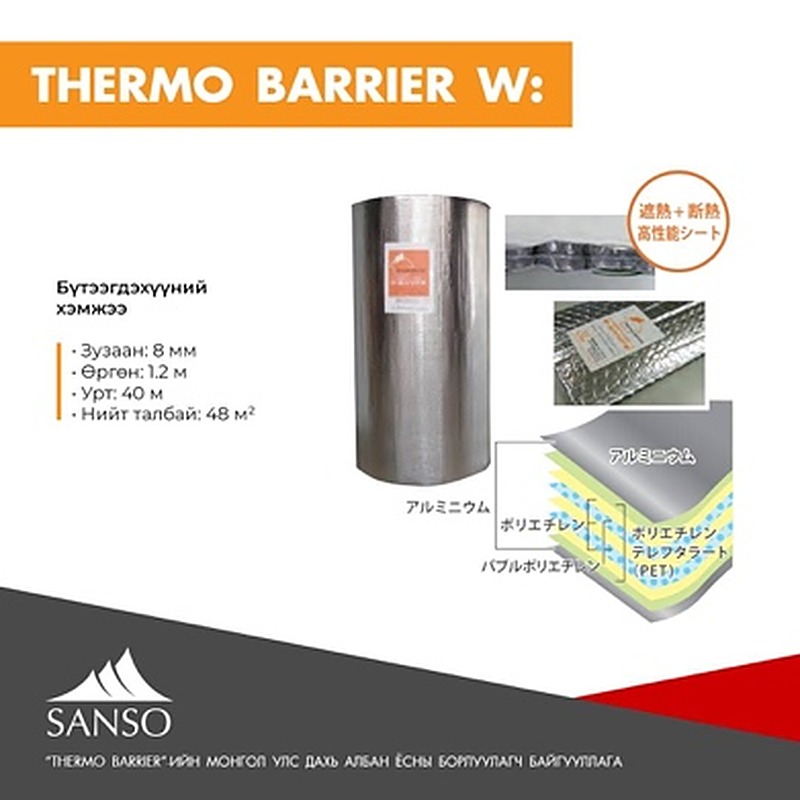 THERMO BARRIER W:
遮熱+断熱
高性能シート
Бүтээгдэхүүний
хэмжээ
• Зузаан: 8 мм
• Өргөн: 1.2 м
• Урт: 40 м
• Нийт талбай: 48 м²
アルミニウム
アルミニウム
ポリエチレン
バブルポリエチレン
ポリエチレン
テレフタラート
(PET)
SANSO
"THERMO BARRIER"-ИЙН МОНГОЛ УЛС ДАХЬ АЛБАН ЁСНЫ БОРЛУУЛАГЧ БАЙГУУЛЛАГА